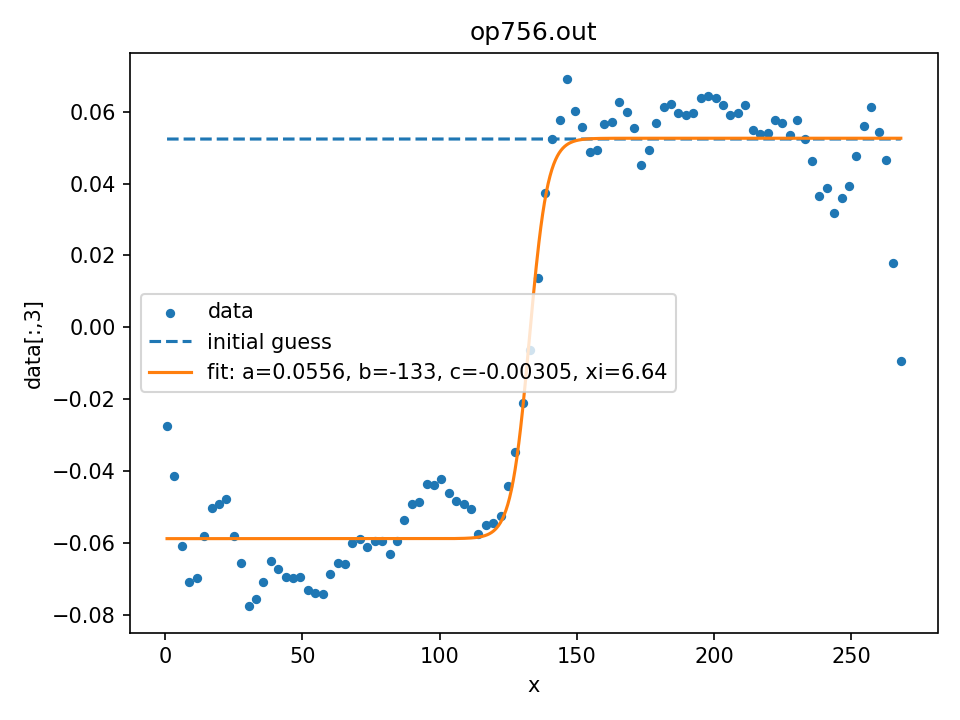 op756.out
0.06
0.04
0.02
0.00
−0.02
−0.04
−0.06
−0.08
data[:,3]
data
initial guess
fit: a=0.0556, b=-133, c=-0.00305, xi=6.64
0 50 100 150 200 250
x